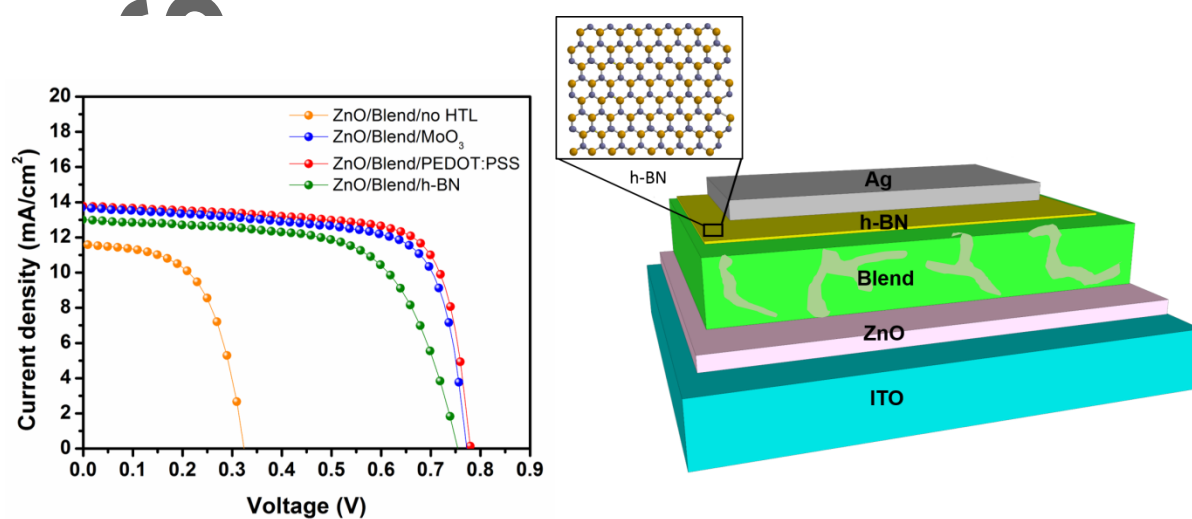 20
18
16
14
12
10
8
6
4
2
0
Current density (mA/cm²)
ZnO/Blend/no HTL
ZnO/Blend/MoO₃
ZnO/Blend/PEDOT:PSS
ZnO/Blend/h-BN
0.0 0.1 0.2 0.3 0.4 0.5 0.6 0.7 0.8 0.9
Voltage (V)
h-BN
Ag
h-BN
Blend
ZnO
ITO